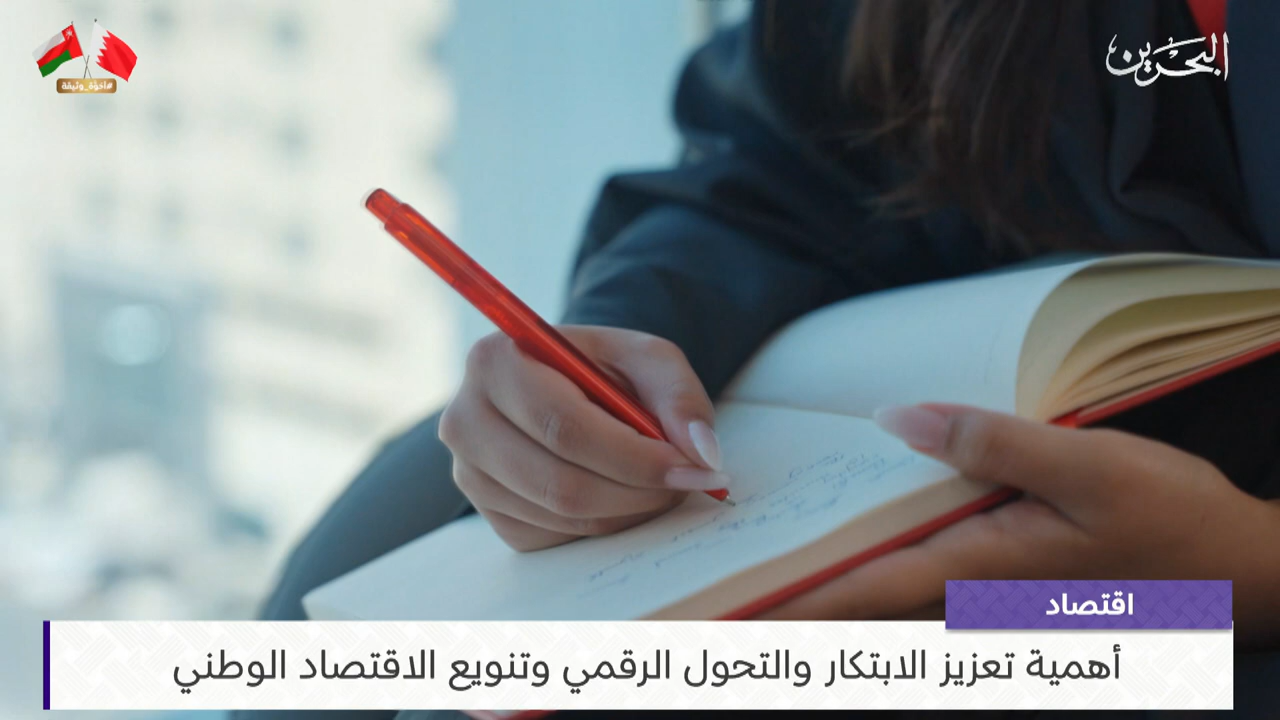 #أخوة_وثيقة
البحرين
اقتصاد
أهمية تعزيز الابتكار والتحول الرقمي وتنويع الاقتصاد الوطني